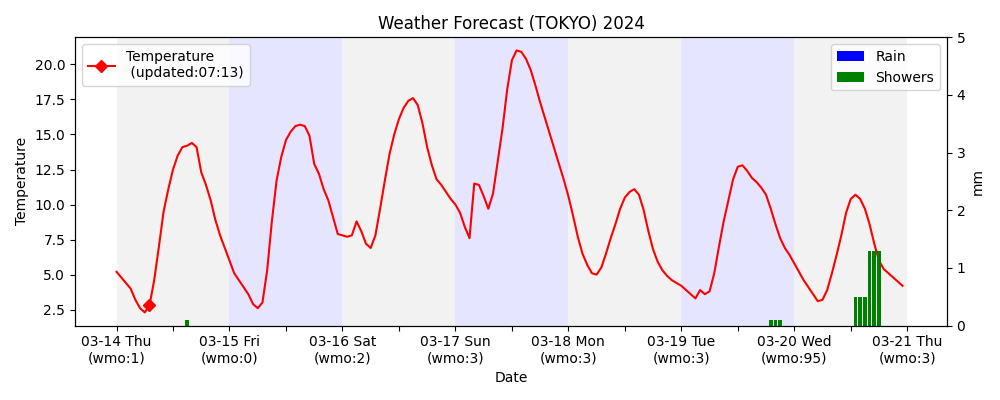 Weather Forecast (TOKYO) 2024
Temperature
(updated:07:13)
Rain
Showers
Temperature
20.0
17.5
15.0
12.5
10.0
7.5
5.0
2.5
5
4
3
2
1
0
mm
03-14 Thu
(wmo:1)
03-15 Fri
(wmo:0)
03-16 Sat
(wmo:2)
03-17 Sun
(wmo:3)
03-18 Mon
(wmo:3)
03-19 Tue
(wmo:3)
03-20 Wed
(wmo:95)
03-21 Thu
(wmo:3)
Date